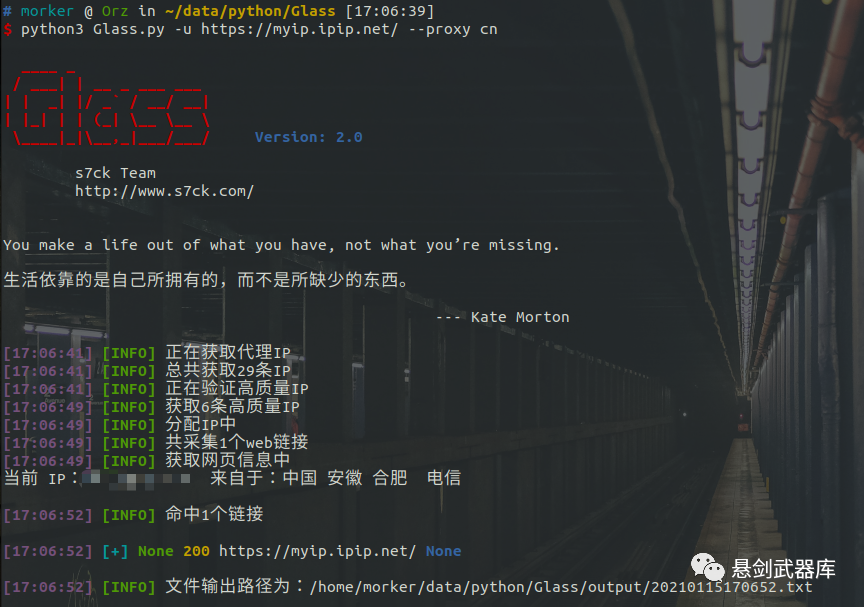 # morker @ Orz in ~/data/python/Glass [17:06:39]
$ python3 Glass.py -u https://myip.ipip.net/ --proxy cn
Glass
Version: 2.0
s7ck Team
http://www.s7ck.com/
You make a life out of what you have, not what you’re missing.
生活依靠的是自己所拥有的，而不是所缺少的东西。
--- Kate Morton
[17:06:41] [INFO] 正在获取代理IP
[17:06:41] [INFO] 总共获取29条IP
[17:06:41] [INFO] 正在验证高质量IP
[17:06:49] [INFO] 获取6条高质量IP
[17:06:49] [INFO] 分配IP中
[17:06:49] [INFO] 共采集1个web链接
[17:06:49] [INFO] 获取网页信息中
当前 IP： 来自于：中国 安徽 合肥 电信
[17:06:52] [INFO] 命中1个链接
[17:06:52] [+] None 200 https://myip.ipip.net/ None
[17:06:52] [INFO] 文件输出路径为：/home/morker/data/python/Glass/output/20210115170652.txt
悬剑武器库